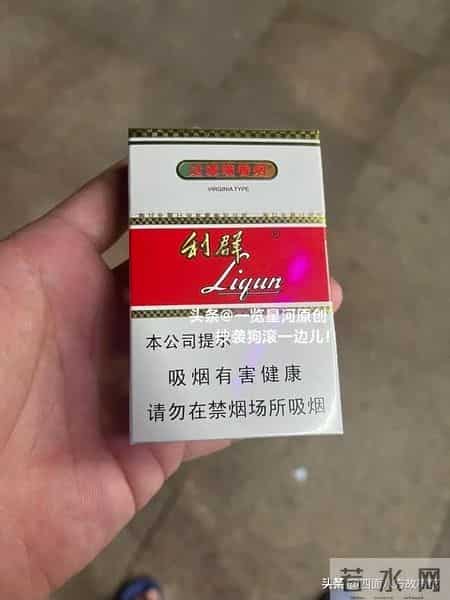 VIRGINIA TYPE
利群
®
Liqun
头条@一览星河原创
抄袭狗滚一边儿!
本公司提示
吸烟有害健康
请勿在禁烟场所吸烟
苦水网